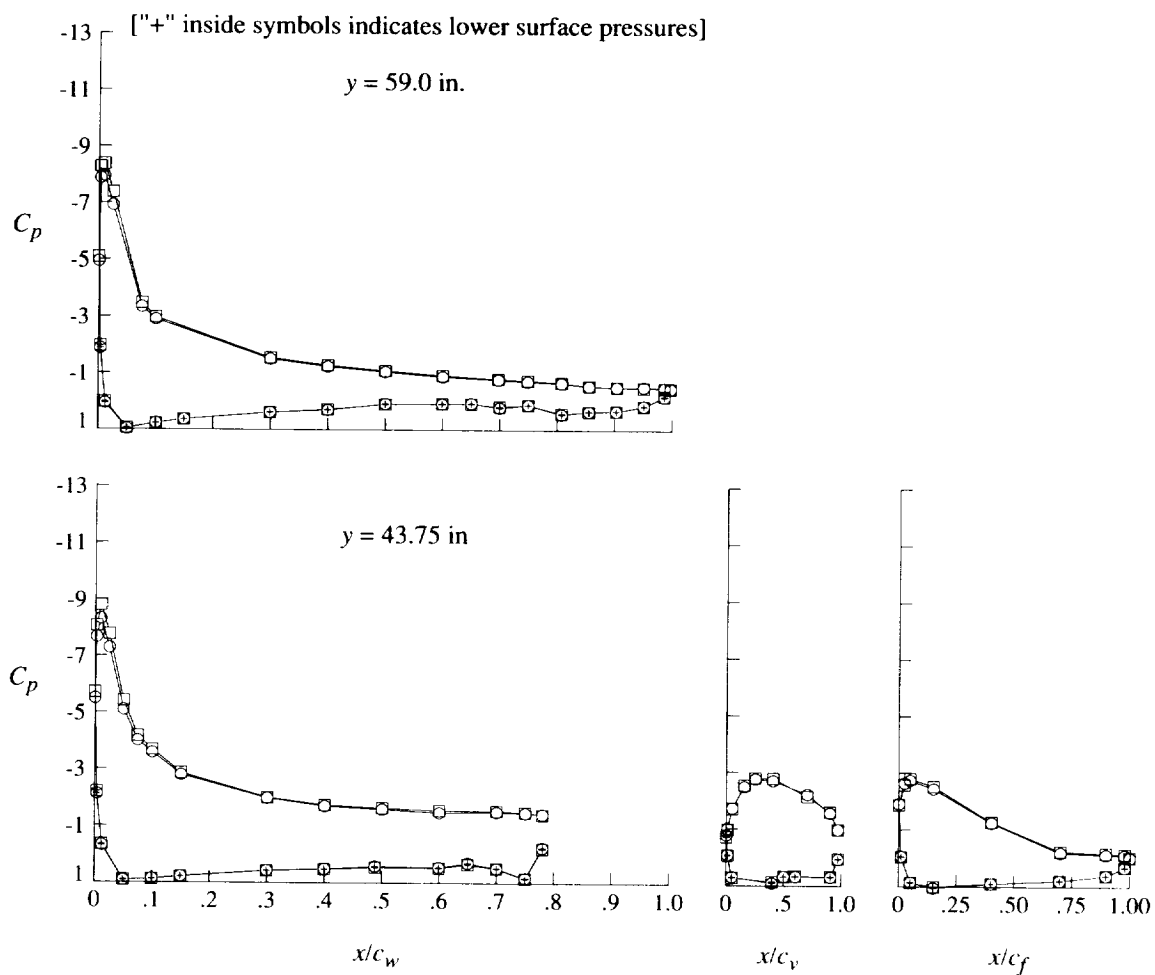 ["+" inside symbols indicates lower surface pressures]
y = 59.0 in.
-13
-11
-9
-7
-5
-3
-1
1
C_p
y = 43.75 in
-13
-11
-9
-7
-5
-3
-1
1
C_p
0 .1 .2 .3 .4 .5 .6 .7 .8 .9 1.0
x/c_w
0 .5 1.0
x/c_v
0 .25 .50 .75 1.00
x/c_f